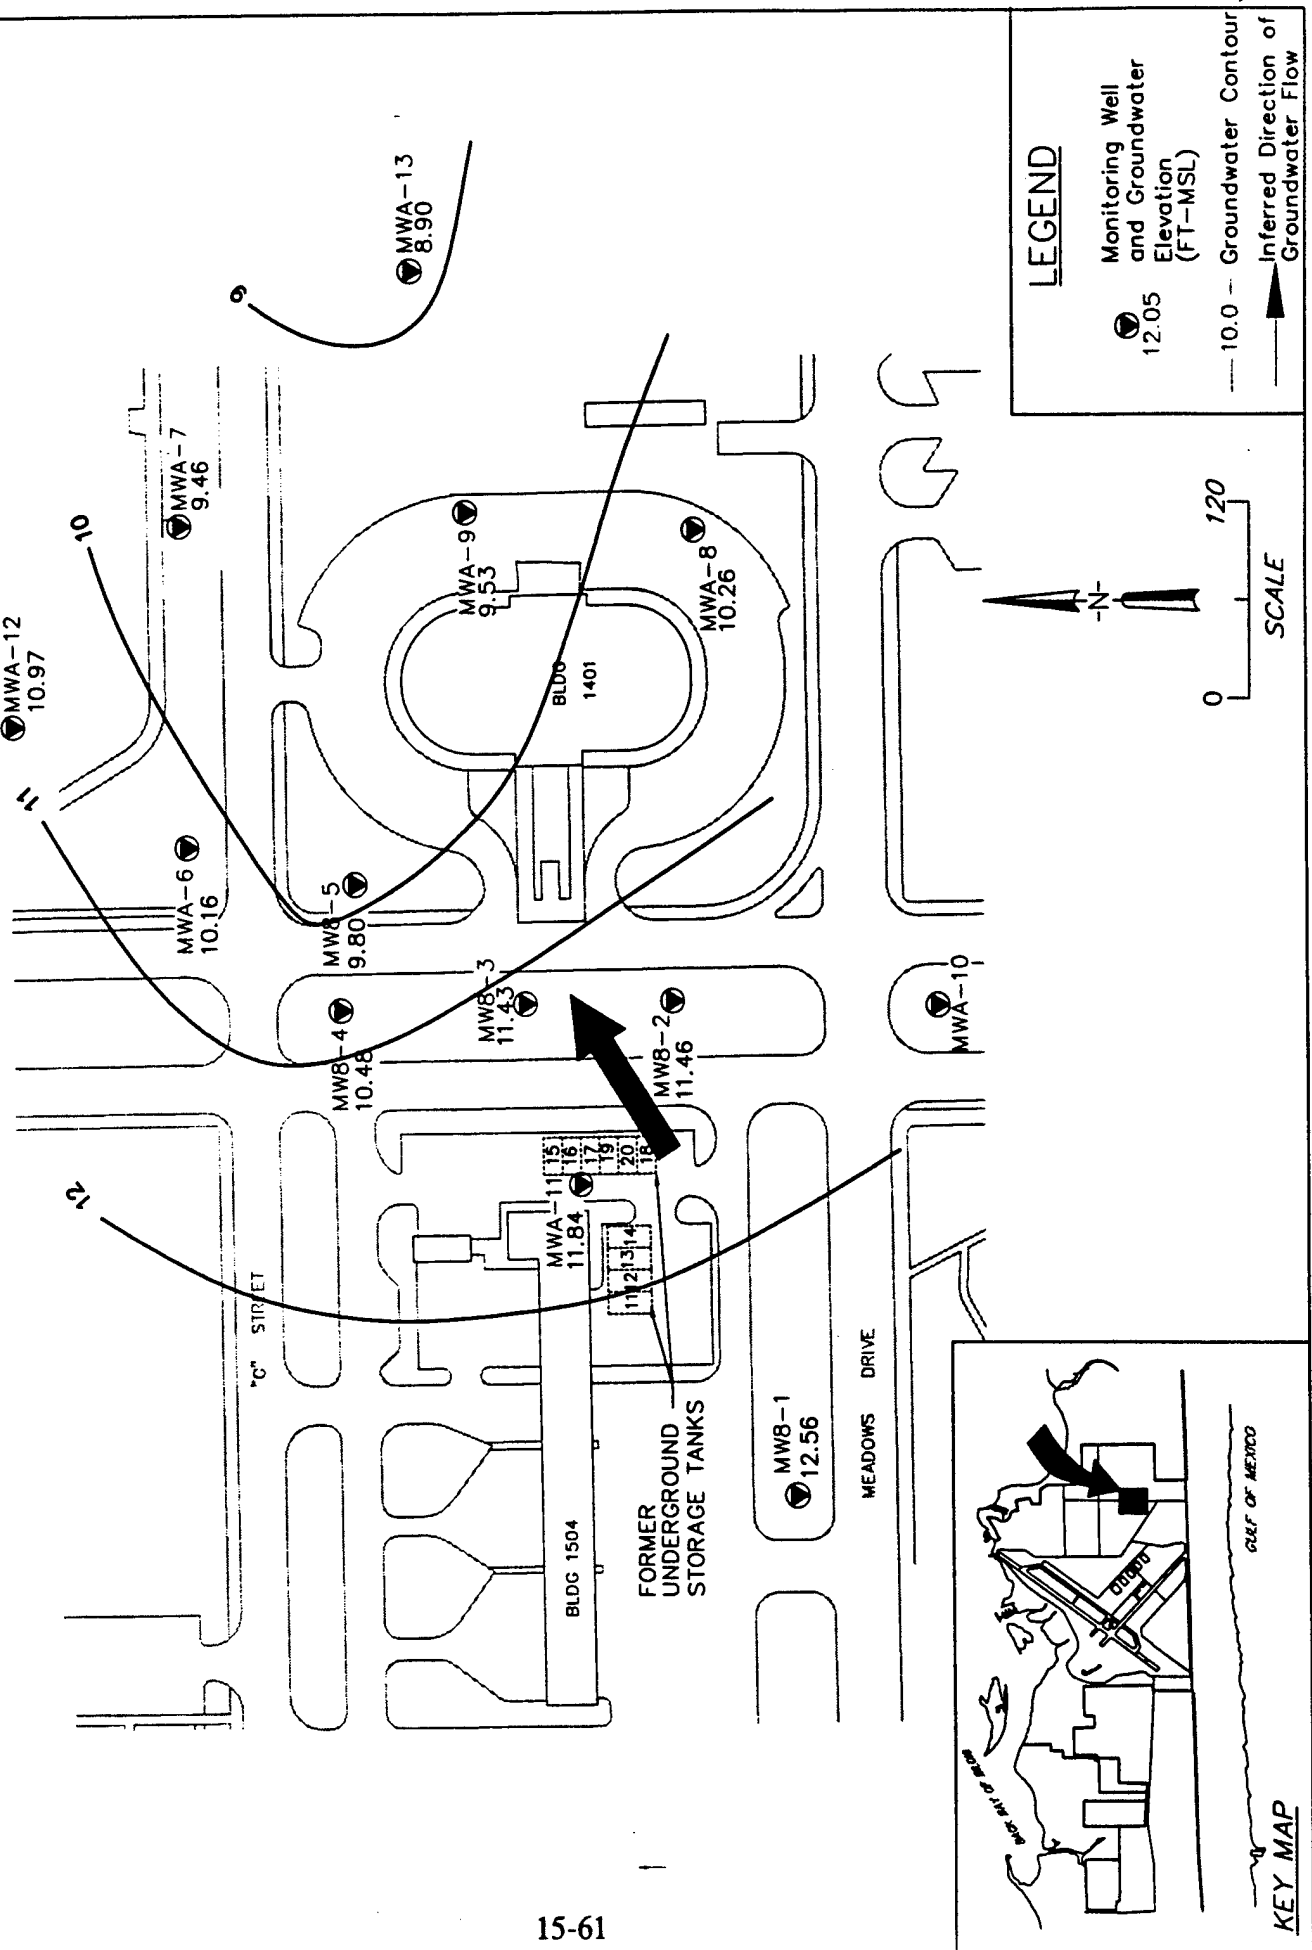 MWA-12
10.97
11
10
9
12
MWA-7
9.46
MWA-13
8.90
MWA-6
10.16
MW8-5
9.80
MW8-4
10.48
MW8-3
11.43
MW8-2
11.46
MWA-9
9.53
MWA-8
10.26
MWA-10
MWA-11
11.84
MW8-1
12.56
BLDG
1401
BLDG 1504
"C" STREET
MEADOWS DRIVE
15
16
17
19
20
18
11 12 13 14
FORMER
UNDERGROUND
STORAGE TANKS
LEGEND
12.05
Monitoring Well
and Groundwater
Elevation
(FT-MSL)
10.0 Groundwater Contour
Inferred Direction of
Groundwater Flow
-N-
0 120
SCALE
KEY MAP
BACK BAY OF BILOXI
GULF OF MEXICO
15-61